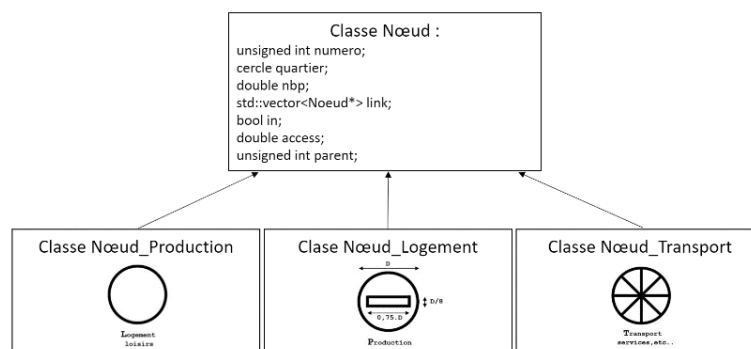 Classe Nœud :
unsigned int numero;
cercle quartier;
double nbp;
std::vector<Noeud*> link;
bool in;
double access;
unsigned int parent;
Classe Nœud_Production
Logement
loisirs
Clase Nœud_Logement
D
D/8
0,75.D
Production
Classe Nœud_Transport
Transport
services,etc..